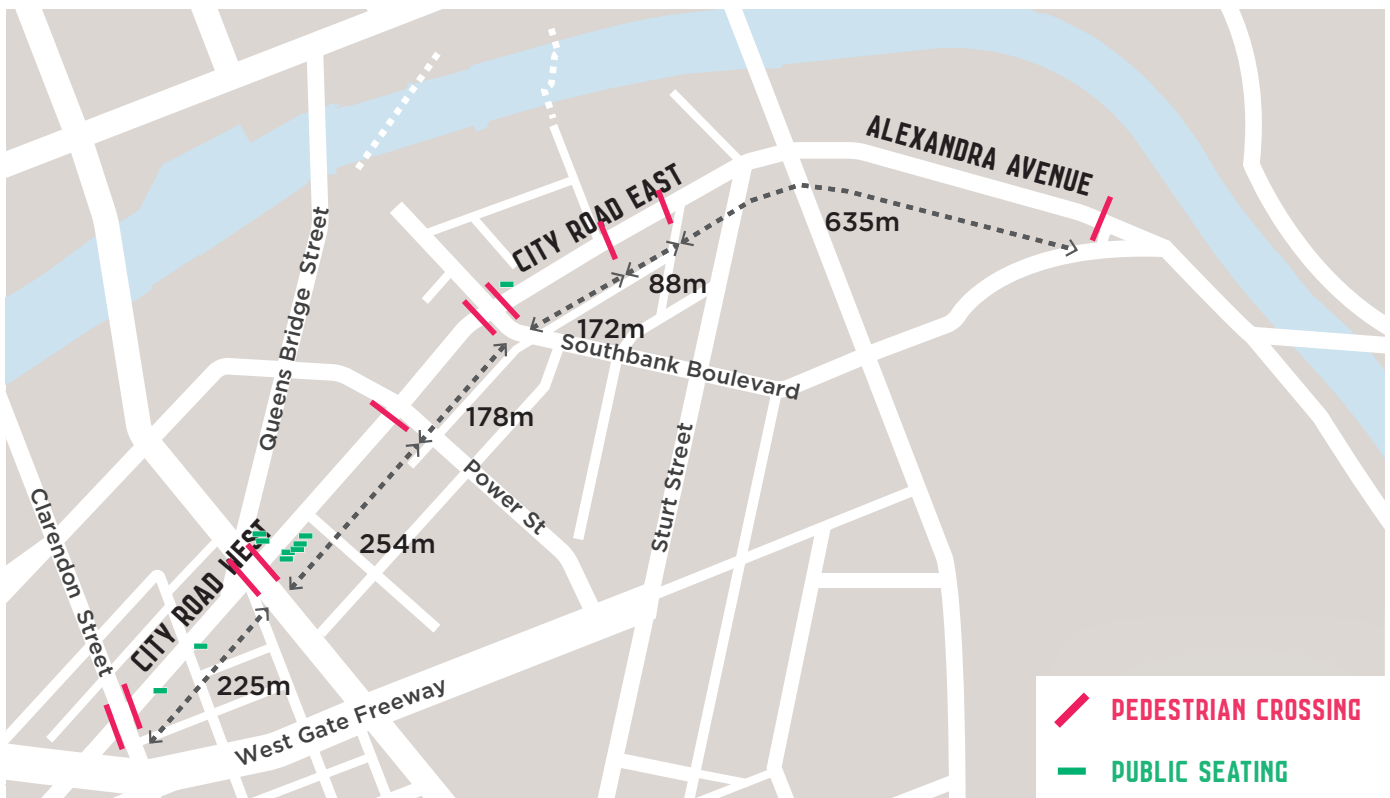 ALEXANDRA AVENUE
CITY ROAD EAST
635m
Queens Bridge Street
88m
172m
Southbank Boulevard
178m
Sturt Street
Power St
Clarendon Street
254m
CITY ROAD WEST
225m
West Gate Freeway
PEDESTRIAN CROSSING
PUBLIC SEATING